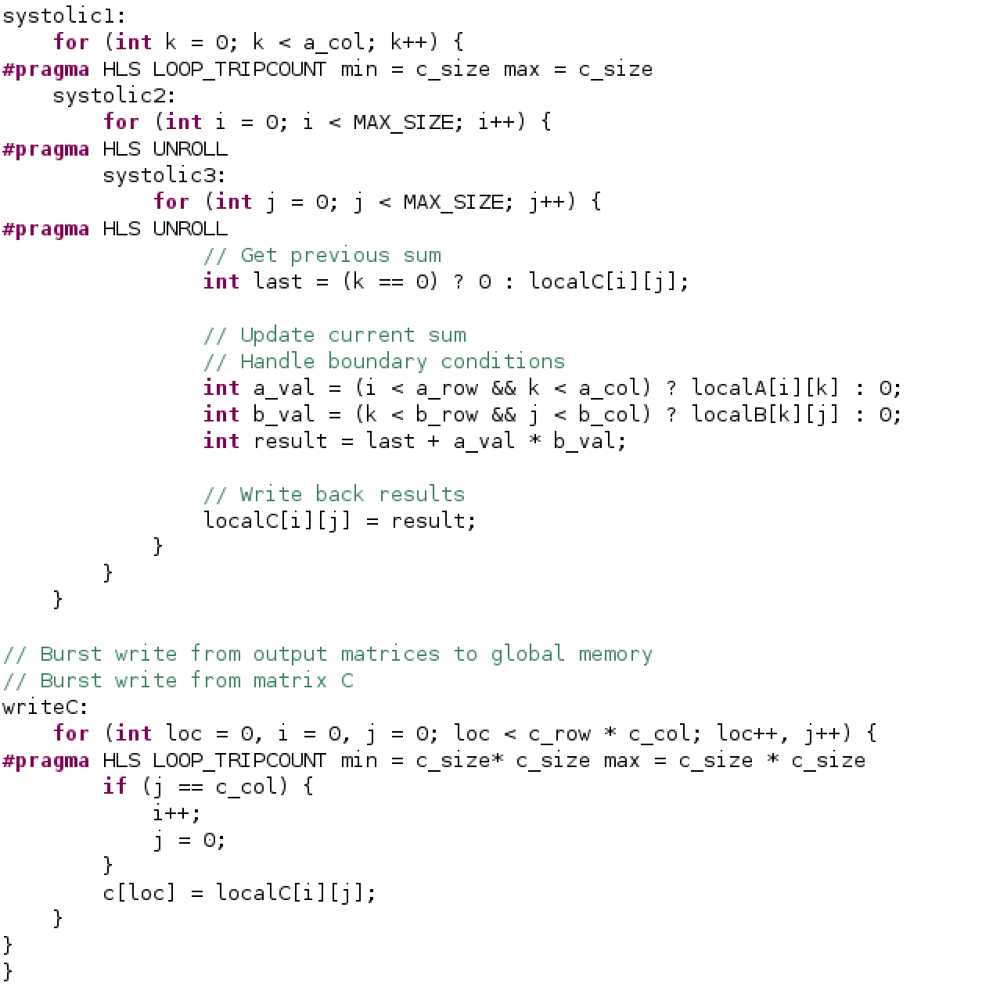 systolic1:
    for (int k = 0; k < a_col; k++) {
#pragma HLS LOOP_TRIPCOUNT min = c_size max = c_size
    systolic2:
        for (int i = 0; i < MAX_SIZE; i++) {
#pragma HLS UNROLL
        systolic3:
            for (int j = 0; j < MAX_SIZE; j++) {
#pragma HLS UNROLL
                // Get previous sum
                int last = (k == 0) ? 0 : localC[i][j];

                // Update current sum
                // Handle boundary conditions
                int a_val = (i < a_row && k < a_col) ? localA[i][k] : 0;
                int b_val = (k < b_row && j < b_col) ? localB[k][j] : 0;
                int result = last + a_val * b_val;

                // Write back results
                localC[i][j] = result;
            }
        }
    }

// Burst write from output matrices to global memory
// Burst write from matrix C
writeC:
    for (int loc = 0, i = 0, j = 0; loc < c_row * c_col; loc++, j++) {
#pragma HLS LOOP_TRIPCOUNT min = c_size* c_size max = c_size * c_size
        if (j == c_col) {
            i++;
            j = 0;
        }
        c[loc] = localC[i][j];
    }
}
}